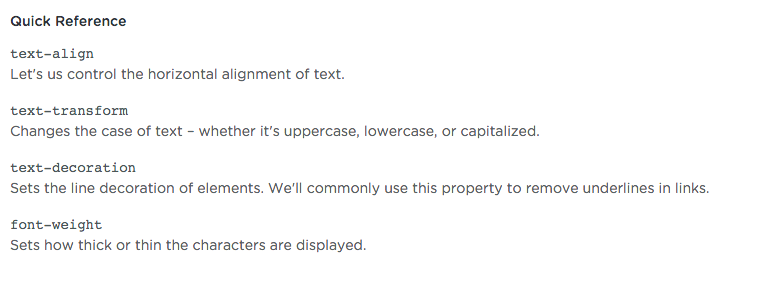 Quick Reference
text-align
Let's us control the horizontal alignment of text.
text-transform
Changes the case of text – whether it's uppercase, lowercase, or capitalized.
text-decoration
Sets the line decoration of elements. We'll commonly use this property to remove underlines in links.
font-weight
Sets how thick or thin the characters are displayed.